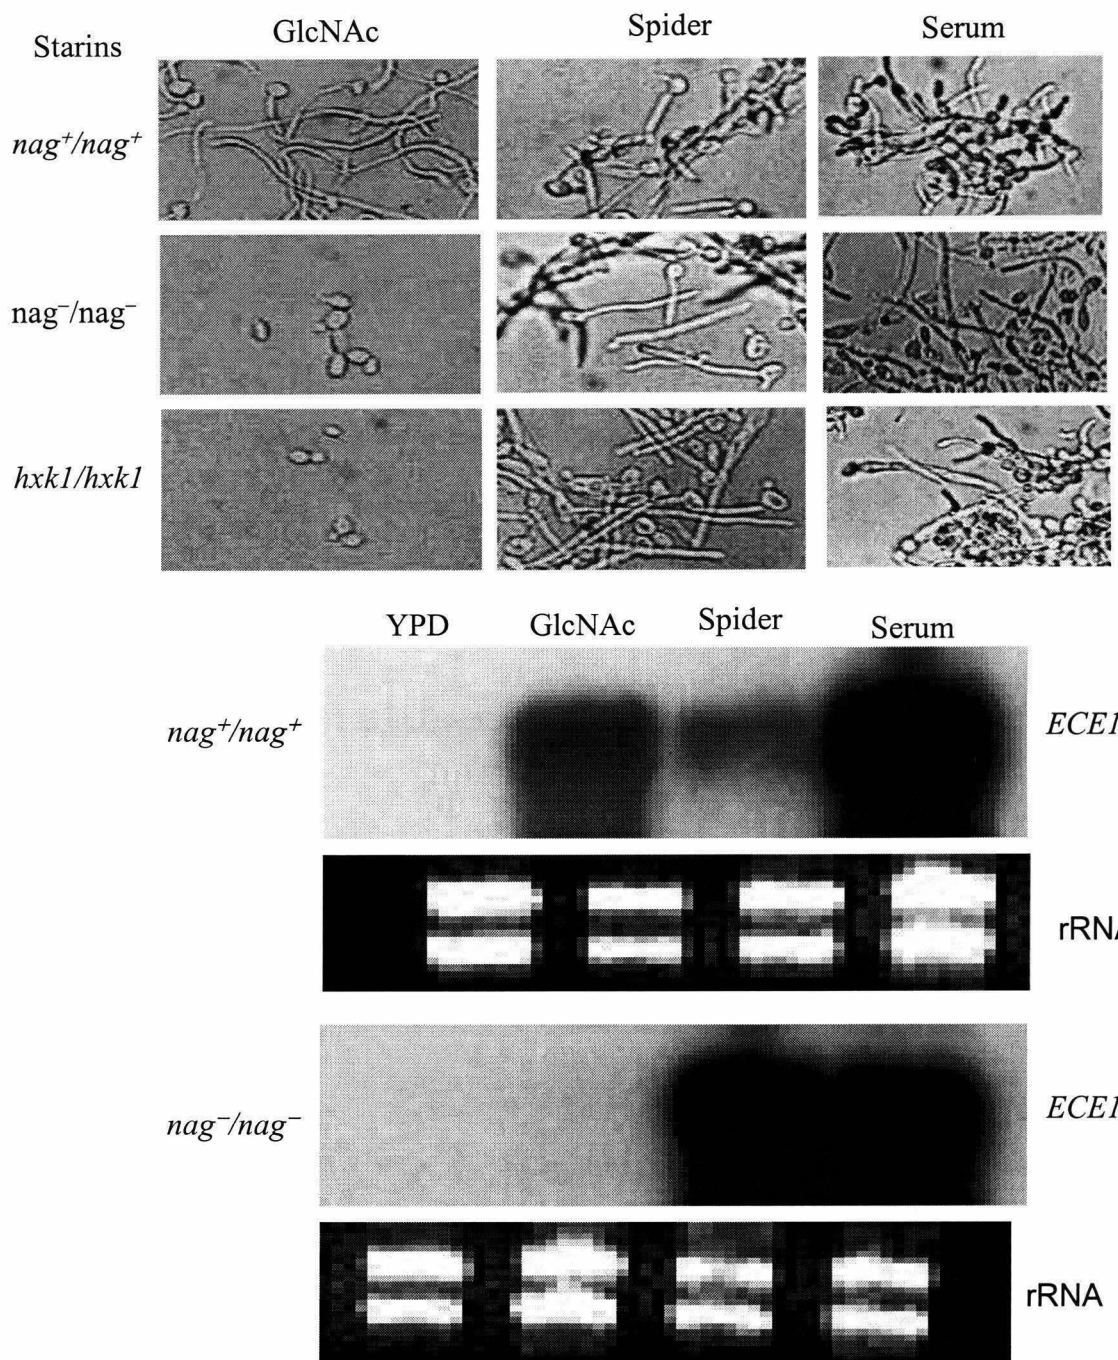 Starins GlcNAc Spider Serum
nag⁺/nag⁺
nag⁻/nag⁻
hxk1/hxk1
YPD GlcNAc Spider Serum
nag⁺/nag⁺ ECE1
rRNA
nag⁻/nag⁻ ECE1
rRNA